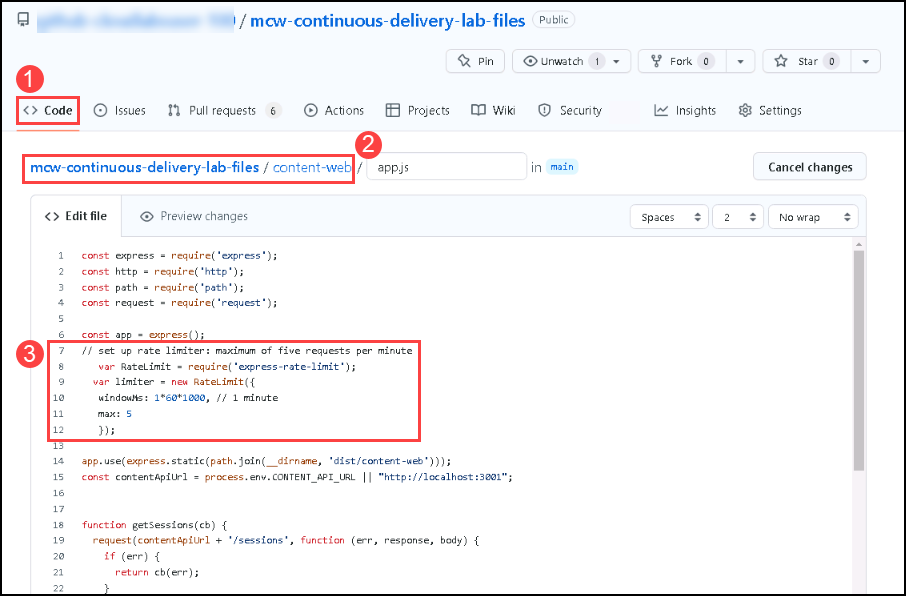 / mcw-continuous-delivery-lab-files Public
Pin Unwatch 1 Fork 0 Star 0
1
Code Issues Pull requests 6 Actions Projects Wiki Security Insights Settings
2
mcw-continuous-delivery-lab-files / content-web / app.js in main Cancel changes
Edit file Preview changes Spaces 2 No wrap
1 const express = require('express');
2 const http = require('http');
3 const path = require('path');
4 const request = require('request');
5
6 const app = express();
3
7 // set up rate limiter: maximum of five requests per minute
8 var RateLimit = require('express-rate-limit');
9 var limiter = new RateLimit({
10 windowMs: 1*60*1000, // 1 minute
11 max: 5
12 });
13
14 app.use(express.static(path.join(__dirname, 'dist/content-web')));
15 const contentApiUrl = process.env.CONTENT_API_URL || "http://localhost:3001";
16
17
18 function getSessions(cb) {
19 request(contentApiUrl + '/sessions', function (err, response, body) {
20 if (err) {
21 return cb(err);
22 }